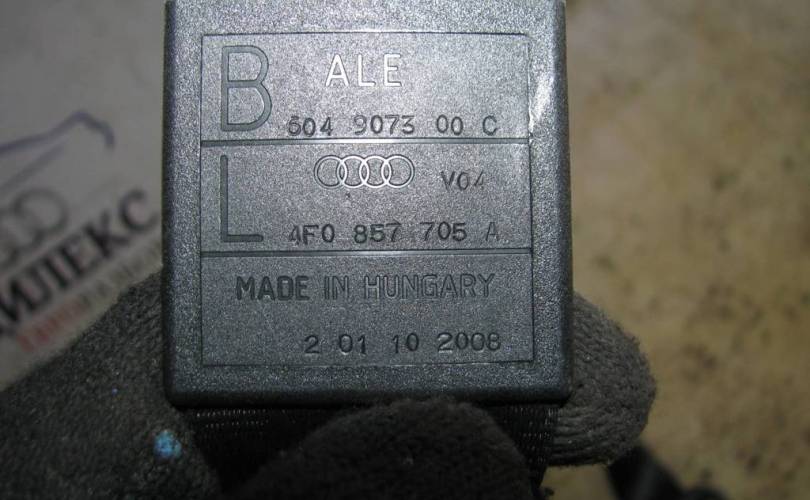 B
ALE
604 9073 00 C
L
V04
4F0 857 705 A
MADE IN HUNGARY
2 01 10 2008